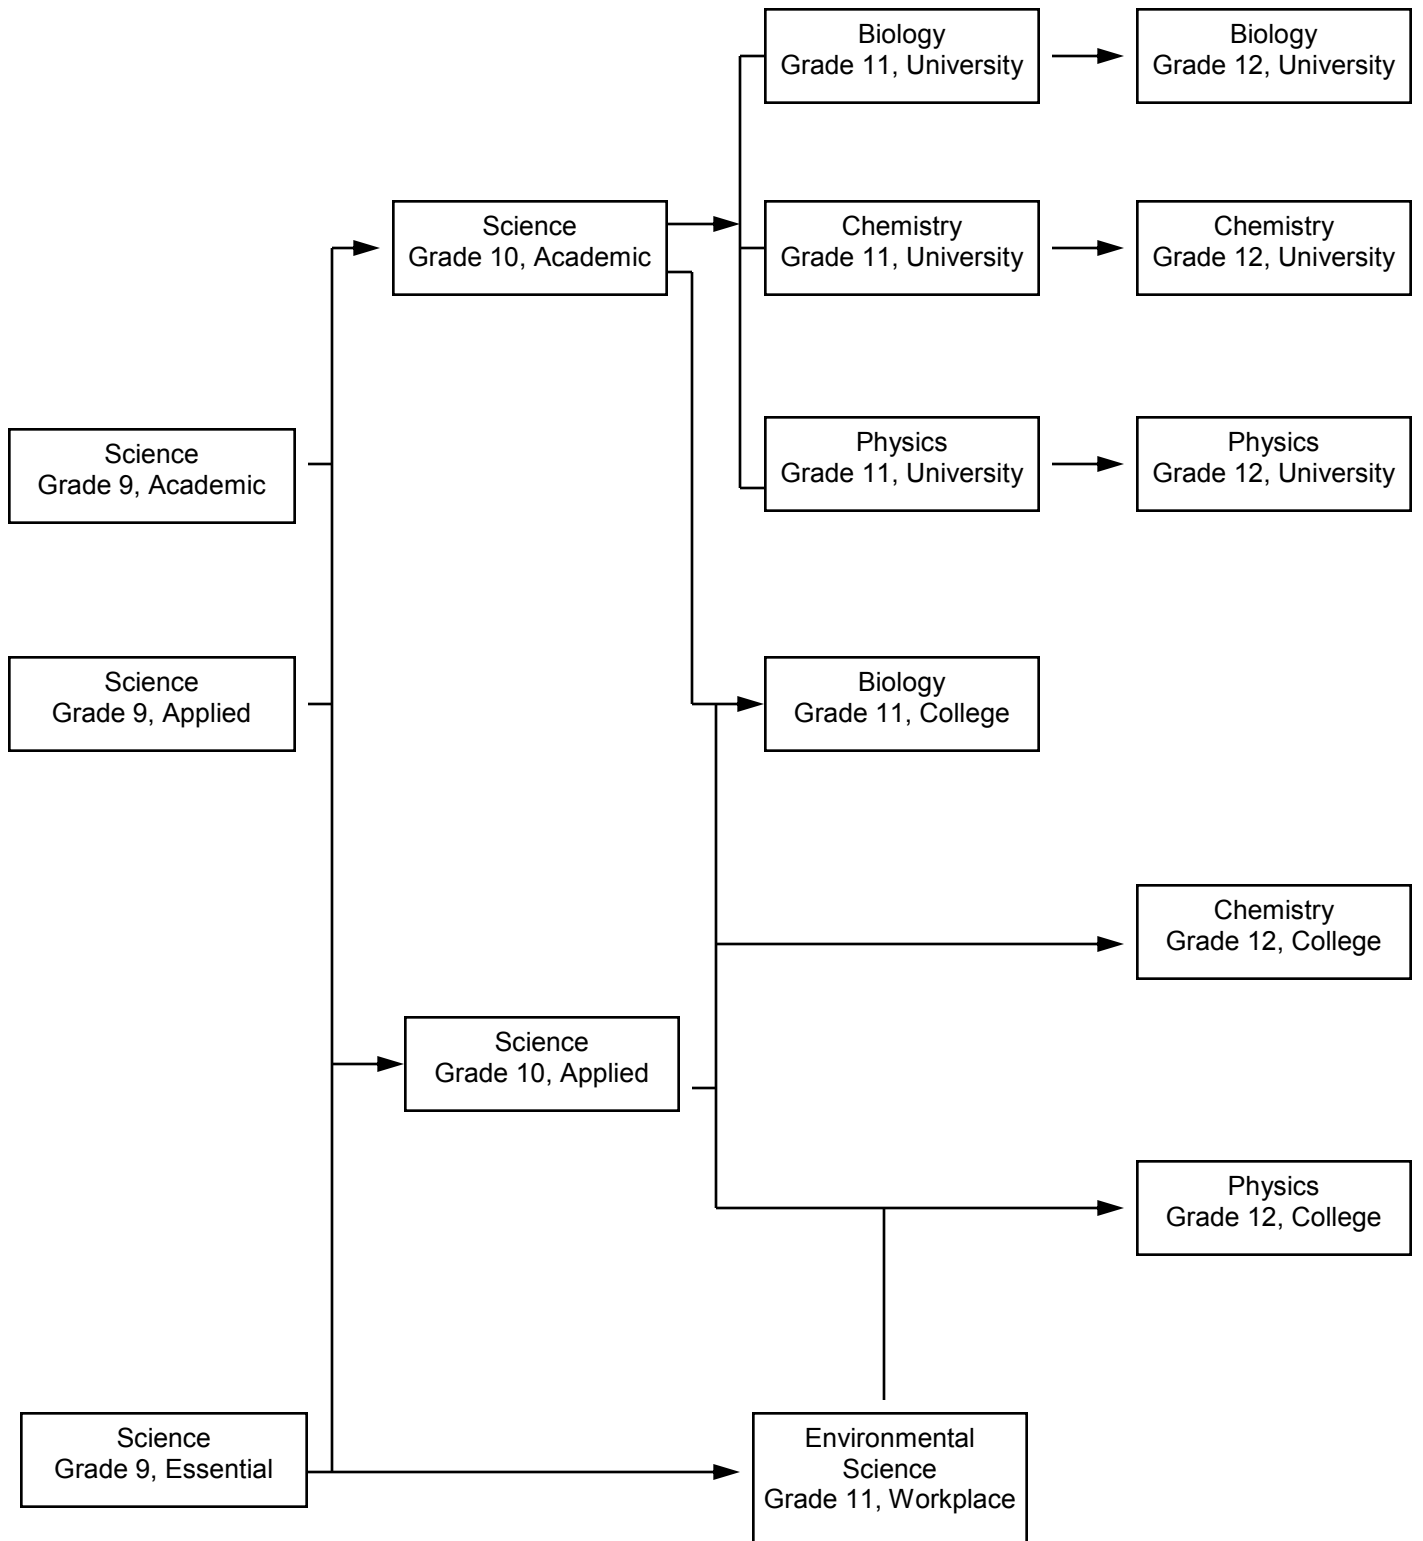 Biology
Grade 11, University
Biology
Grade 12, University
Science
Grade 10, Academic
Chemistry
Grade 11, University
Chemistry
Grade 12, University
Science
Grade 9, Academic
Physics
Grade 11, University
Physics
Grade 12, University
Science
Grade 9, Applied
Biology
Grade 11, College
Chemistry
Grade 12, College
Science
Grade 10, Applied
Physics
Grade 12, College
Science
Grade 9, Essential
Environmental
Science
Grade 11, Workplace